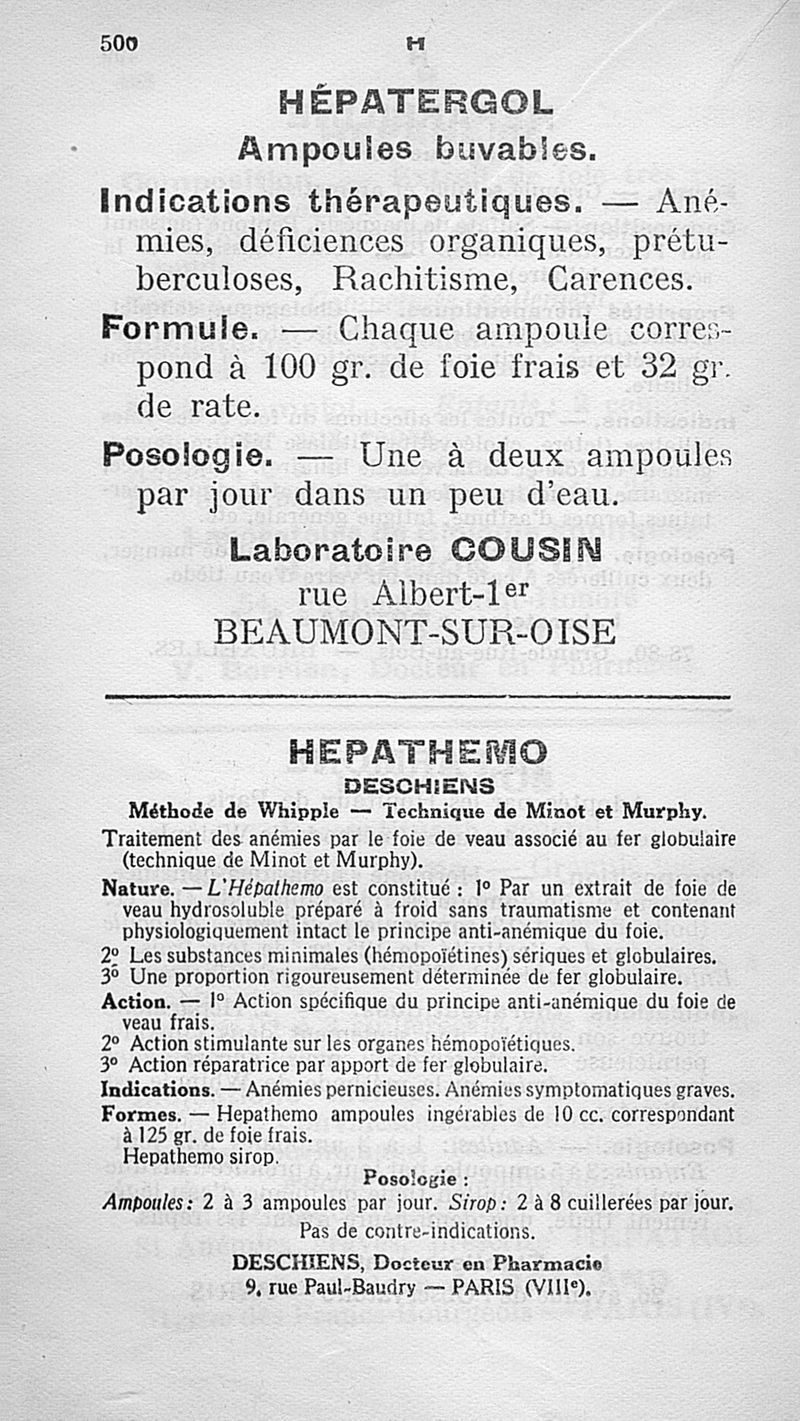 500
H
HÉPATERGOL
Ampoules buvables.
Indications thérapeutiques. — Ané-
mies, déficiences organiques, prétu-
berculoses, Rachitisme, Carences.
Formule. — Chaque ampoule corres-
pond à 100 gr. de foie frais et 32 gr.
de rate.
Posologie. — Une à deux ampoules
par jour dans un peu d'eau.
Laboratoire COUSIN
rue Albert-1er
BEAUMONT-SUR-OISE
HEPATHEMO
DESCHIENS
Méthode de Whipple — Technique de Minot et Murphy.
Traitement des anémies par le foie de veau associé au fer globulaire
(technique de Minot et Murphy).
Nature. — L'Hépathemo est constitué : 1° Par un extrait de foie de
veau hydrosoluble préparé à froid sans traumatisme et contenant
physiologiquement intact le principe anti-anémique du foie.
2° Les substances minimales (hémopoïétines) sériques et globulaires.
3° Une proportion rigoureusement déterminée de fer globulaire.
Action. — 1° Action spécifique du principe anti-anémique du foie de
veau frais.
2° Action stimulante sur les organes hémopoïétiques.
3° Action réparatrice par apport de fer globulaire.
Indications. — Anémies pernicieuses. Anémies symptomatiques graves.
Formes. — Hepathemo ampoules ingérables de 10 cc. correspondant
à 125 gr. de foie frais.
Hepathemo sirop.
Posologie :
Ampoules : 2 à 3 ampoules par jour. Sirop : 2 à 8 cuillerées par jour.
Pas de contre-indications.
DESCHIENS, Docteur en Pharmacie
9, rue Paul-Baudry — PARIS (VIIIe).